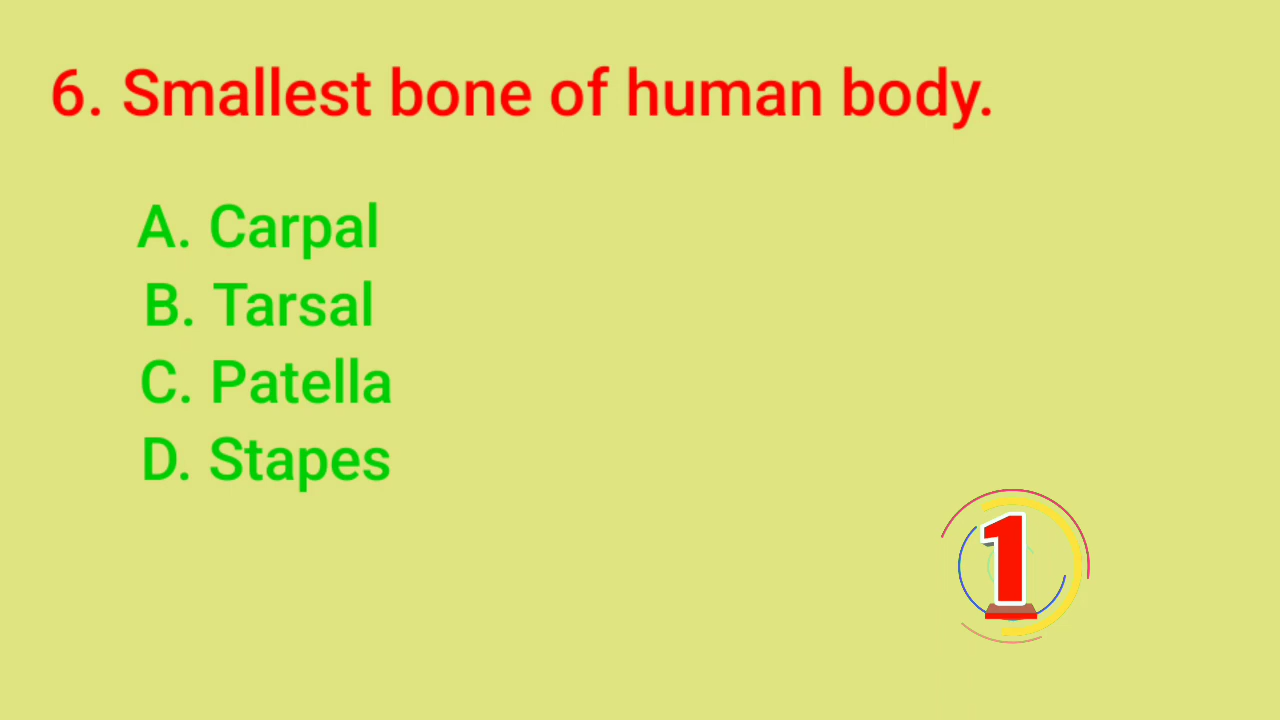 6. Smallest bone of human body.
A. Carpal
B. Tarsal
C. Patella
D. Stapes
1